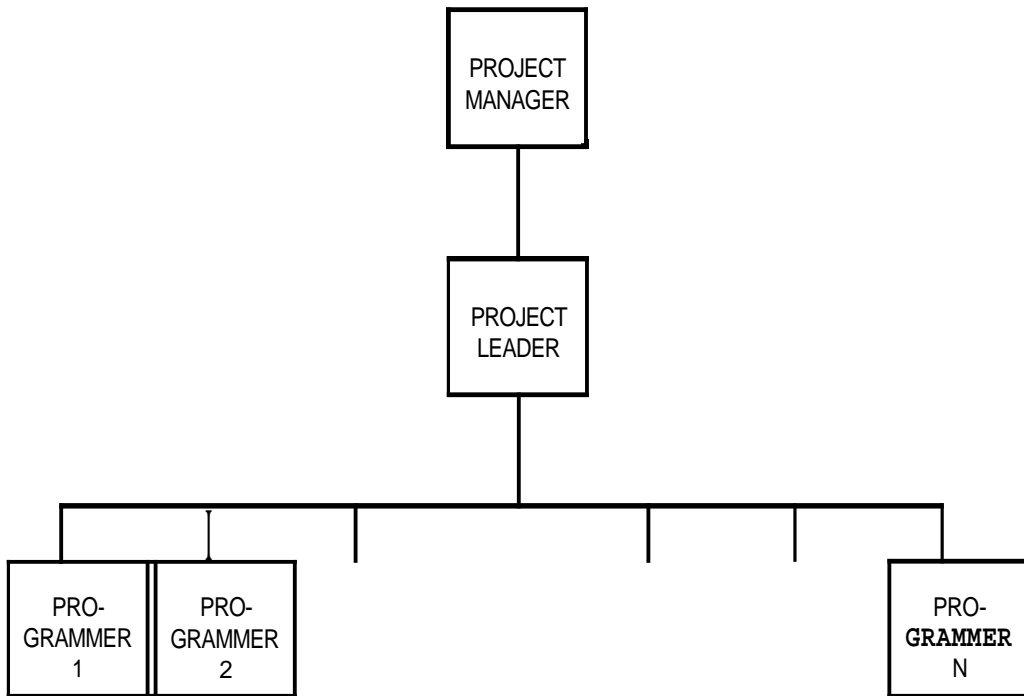 PROJECT
MANAGER
PROJECT
LEADER
PRO-
GRAMMER
1
PRO-
GRAMMER
2
PRO-
GRAMMER
N